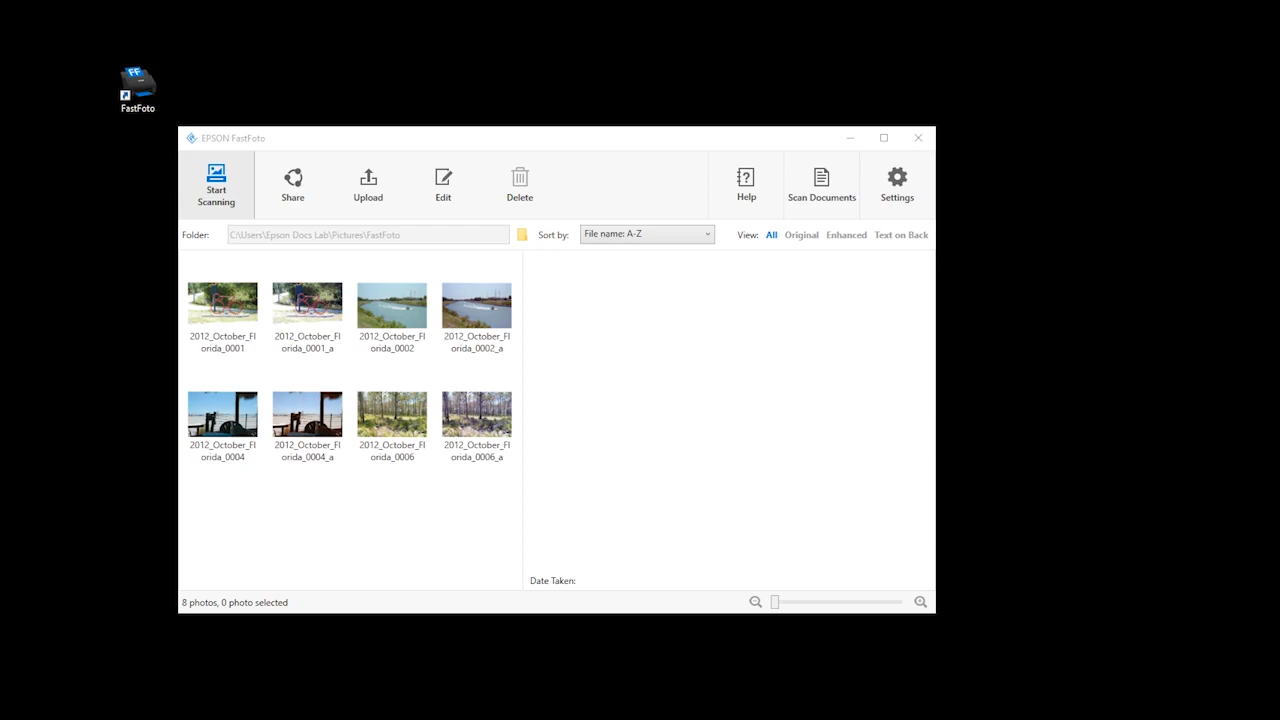 FF
FastFoto
EPSON FastFoto
Start
Scanning
Share
Upload
Edit
Delete
Help
Scan Documents
Settings
Folder:
C:\Users\Epson Docs Lab\Pictures\FastFoto
Sort by:
File name: A-Z
View:
All
Original
Enhanced
Text on Back
2012_October_Fl
orida_0001
2012_October_Fl
orida_0001_a
2012_October_Fl
orida_0002
2012_October_Fl
orida_0002_a
2012_October_Fl
orida_0004
2012_October_Fl
orida_0004_a
2012_October_Fl
orida_0006
2012_October_Fl
orida_0006_a
Date Taken:
8 photos, 0 photo selected